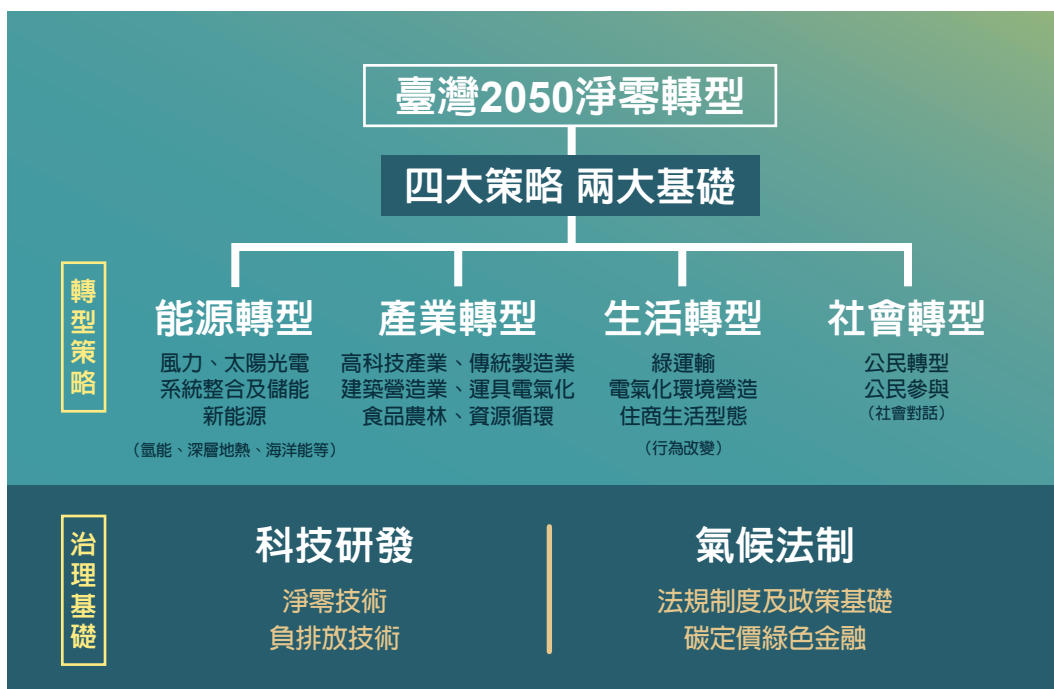 臺灣2050淨零轉型
四大策略 兩大基礎
轉型策略
能源轉型
風力、太陽光電
系統整合及儲能
新能源
（氫能、深層地熱、海洋能等）
產業轉型
高科技產業、傳統製造業
建築營造業、運具電氣化
食品農林、資源循環
生活轉型
綠運輸
電氣化環境營造
住商生活型態
（行為改變）
社會轉型
公民轉型
公民參與
（社會對話）
治理基礎
科技研發
淨零技術
負排放技術
氣候法制
法規制度及政策基礎
碳定價綠色金融